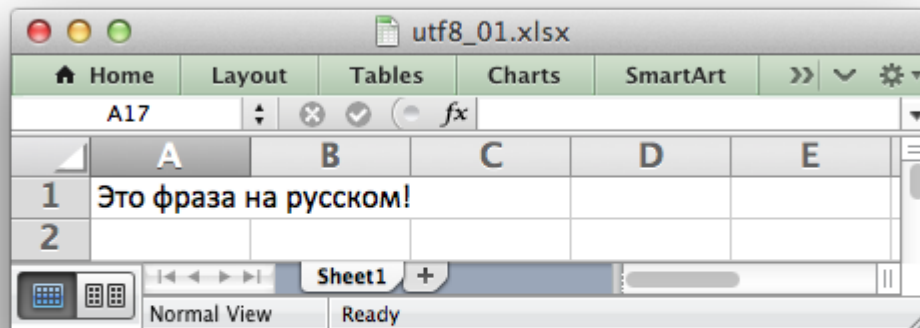 utf8_01.xlsx
Home Layout Tables Charts SmartArt
A17 fx
A B C D E
1 Это фраза на русском!
2
Sheet1 +
Normal View Ready